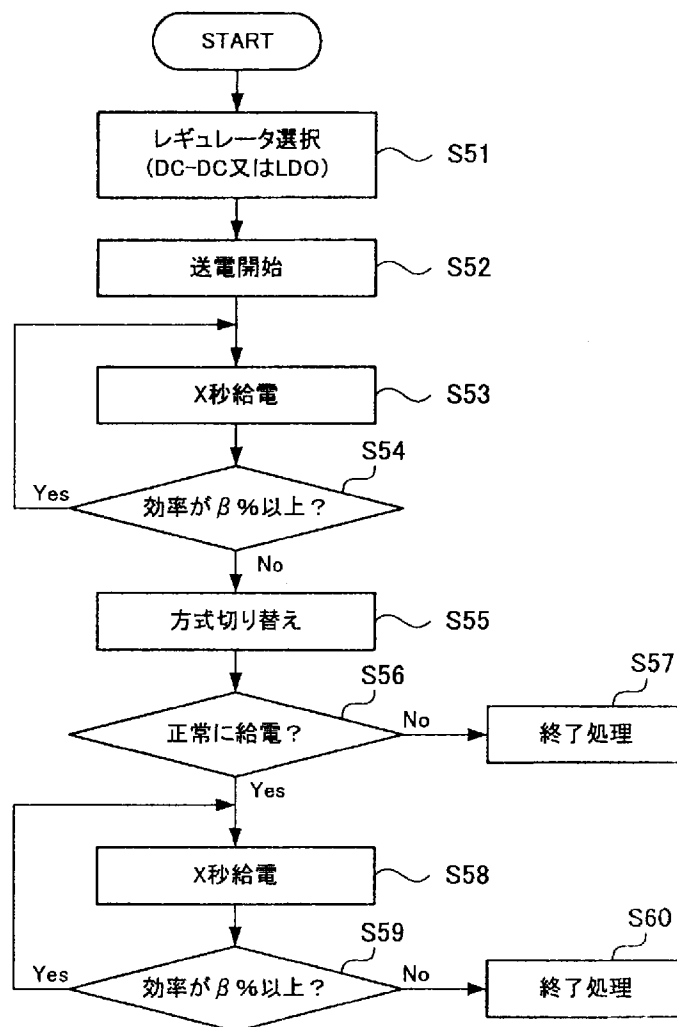 START
レギュレータ選択
(DC-DC又はLDO)
S51
送電開始
S52
X秒給電
S53
S54
Yes
効率がβ%以上？
No
方式切り替え
S55
S56
S57
正常に給電？
No
終了処理
Yes
X秒給電
S58
S59
S60
Yes
効率がβ%以上？
No
終了処理